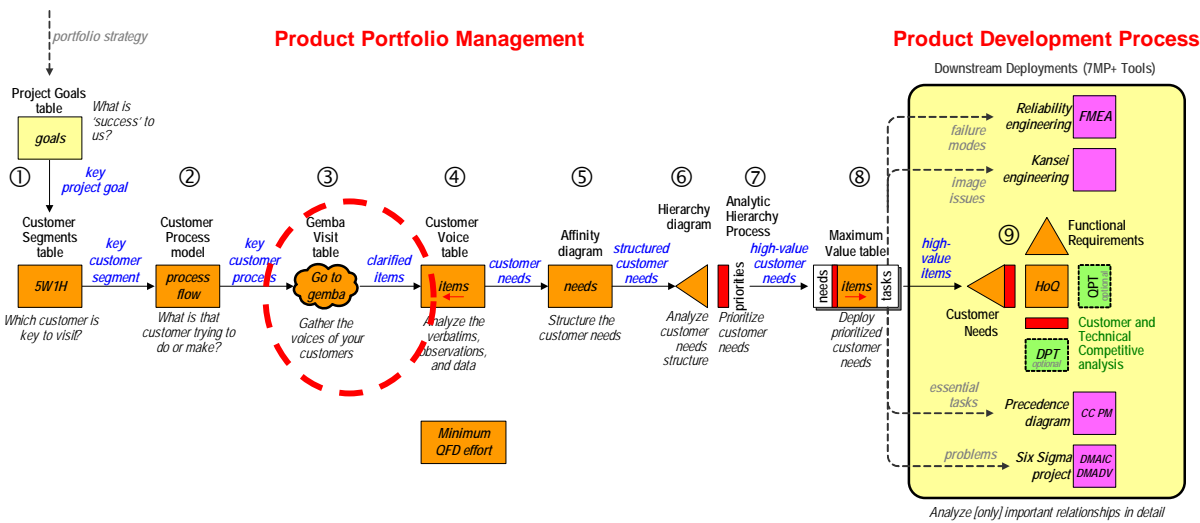 portfolio strategy
Product Portfolio Management
Product Development Process
Downstream Deployments (7MP+ Tools)
Project Goals
table
What is
'success' to
us?
goals
①
key
project goal
Customer
Segments
table
5W1H
Which customer is
key to visit?
key
customer
segment
②
Customer
Process
model
process
flow
What is that
customer trying to
do or make?
key
customer
process
③
Gemba
Visit
table
Go to
gemba
Gather the
voices of your
customers
clarified
items
④
Customer
Voice
table
items
Analyze the
verbatims,
observations,
and data
customer
needs
⑤
Affinity
diagram
needs
Structure the
customer needs
structured
customer
needs
⑥
Hierarchy
diagram
Analyze
customer
needs
structure
⑦
Analytic
Hierarchy
Process
priorities
Prioritize
customer
needs
high-value
customer
needs
⑧
Maximum
Value table
needs
items
tasks
Deploy
prioritized
customer
needs
Minimum
QFD effort
failure
modes
Reliability
engineering
FMEA
image
issues
Kansei
engineering
high-
value
items
⑨
Functional
Requirements
Customer
Needs
HoQ
QPT
optional
Customer and
Technical
Competitive
analysis
DPT
optional
essential
tasks
Precedence
diagram
CC PM
problems
Six Sigma
project
DMAIC
DMADV
Analyze [only] important relationships in detail